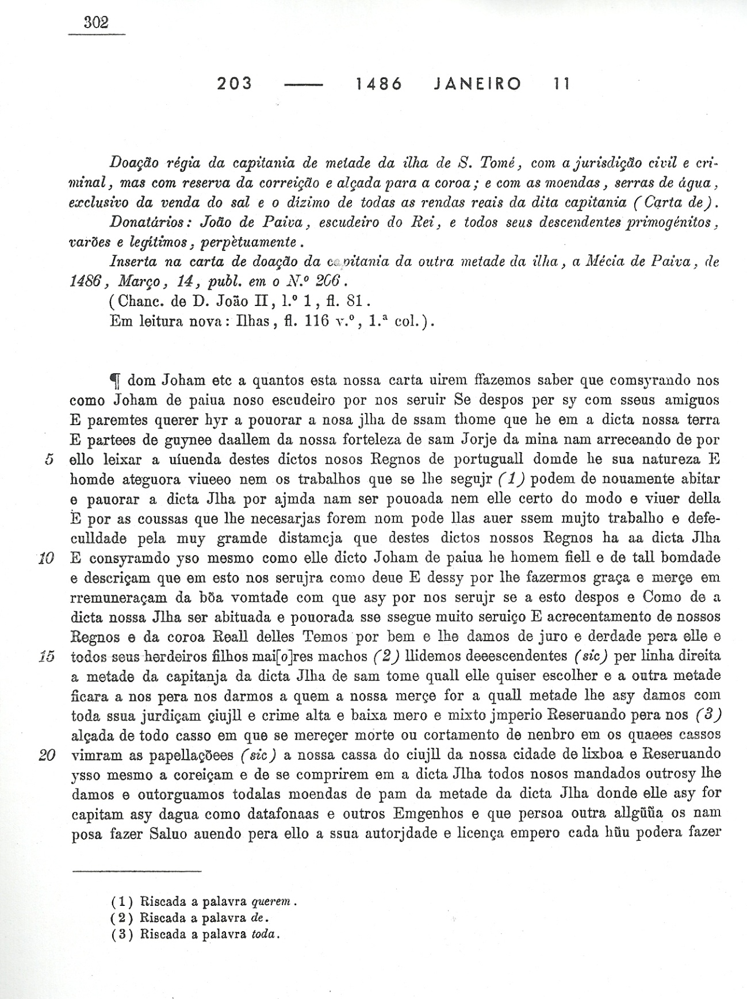 302
203 — 1486 JANEIRO 11
Doação régia da capitania de metade da ilha de S. Tomé, com a jurisdição civil e cri-
minal, mas com reserva da correição e alçada para a coroa; e com as moendas, serras de água,
exclusivo da venda do sal e o dízimo de todas as rendas reais da dita capitania (Carta de).
Donatários: João de Paiva, escudeiro do Rei, e todos seus descendentes primogénitos,
varões e legítimos, perpètuamente.
Inserta na carta de doação da capitania da outra metade da ilha, a Mécia de Paiva, de
1486, Março, 14, publ. em o N.º 206.
(Chanc. de D. João II, l.º 1, fl. 81.
Em leitura nova: Ilhas, fl. 116 v.º, 1.ª col.).
¶ dom Joham etc a quantos esta nossa carta uirem ffazemos saber que comsyrando nos
como Joham de paiua noso escudeiro por nos seruir Se despos per sy com sseus amiguos
E paremtes querer hyr a pouorar a nosa jlha de ssam thome que he em a dicta nossa terra
E partees de guynee daallem da nossa forteleza de sam Jorje da mina nam arreceando de por
5 ello leixar a uíuenda destes dictos nosos Regnos de portuguall domde he sua natureza E
homde ateguora viueeo nem os trabalhos que se lhe segujr (1) podem de nouamente abitar
e pauorar a dicta Jlha por ajmda nam ser pouoada nem elle certo do modo e viuer della
E por as coussas que lhe necesarjas forem nom pode llas auer ssem mujto trabalho e defe-
culldade pela muy gramde distamcja que destes dictos nossos Regnos ha aa dicta Jlha
10 E consyramdo yso mesmo como elle dicto Joham de paiua he homem fiell e de tall bomdade
e descriçam que em esto nos serujra como deue E dessy por lhe fazermos graça e merçe em
rremuneraçam da bõa vomtade com que asy por nos serujr se a esto despos e Como de a
dicta nossa Jlha ser abituada e pouorada sse ssegue muito seruiço E acrecentamento de nossos
Regnos e da coroa Reall delles Temos por bem e lhe damos de juro e derdade pera elle e
15 todos seus herdeiros filhos mai[o]res machos (2) llidemos deeescendentes (sic) per linha direita
a metade da capitanja da dicta Jlha de sam tome quall elle quiser escolher e a outra metade
ficara a nos pera nos darmos a quem a nossa merçe for a quall metade lhe asy damos com
toda ssua jurdiçam çiujll e crime alta e baixa mero e mixto jmperio Reseruando pera nos (3)
alçada de todo casso em que se mereçer morte ou cortamento de nenbro em os quaees cassos
20 vimram as papellaçõees (sic) a nossa cassa do ciujll da nossa cidade de lixboa e Reseruando
ysso mesmo a coreiçam e de se comprirem em a dicta Jlha todos nosos mandados outrosy lhe
damos e outorguamos todalas moendas de pam da metade da dicta Jlha donde elle asy for
capitam asy dagua como datafonaas e outros Emgenhos e que persoa outra allgũũa os nam
posa fazer Saluo auendo pera ello a ssua autorjdade e licença empero cada hũu podera fazer
(1) Riscada a palavra querem.
(2) Riscada a palavra de.
(3) Riscada a palavra toda.